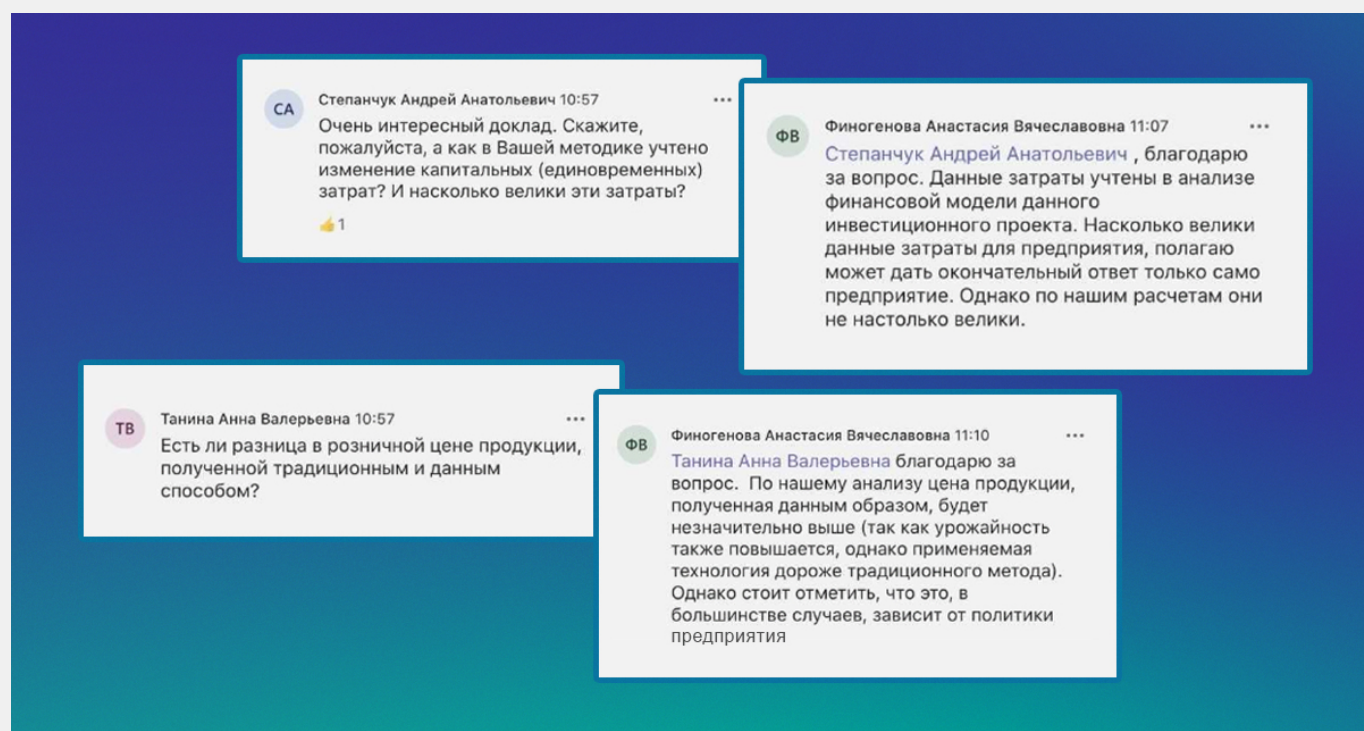 СА
Степанчук Андрей Анатольевич 10:57
Очень интересный доклад. Скажите,
пожалуйста, а как в Вашей методике учтено
изменение капитальных (единовременных)
затрат? И насколько велики эти затраты?
👍1
ФВ
Финогенова Анастасия Вячеславовна 11:07
Степанчук Андрей Анатольевич , благодарю
за вопрос. Данные затраты учтены в анализе
финансовой модели данного
инвестиционного проекта. Насколько велики
данные затраты для предприятия, полагаю
может дать окончательный ответ только само
предприятие. Однако по нашим расчетам они
не настолько велики.
ТВ
Танина Анна Валерьевна 10:57
Есть ли разница в розничной цене продукции,
полученной традиционным и данным
способом?
ФВ
Финогенова Анастасия Вячеславовна 11:10
Танина Анна Валерьевна благодарю за
вопрос. По нашему анализу цена продукции,
полученная данным образом, будет
незначительно выше (так как урожайность
также повышается, однако применяемая
технология дороже традиционного метода).
Однако стоит отметить, что это, в
большинстве случаев, зависит от политики
предприятия